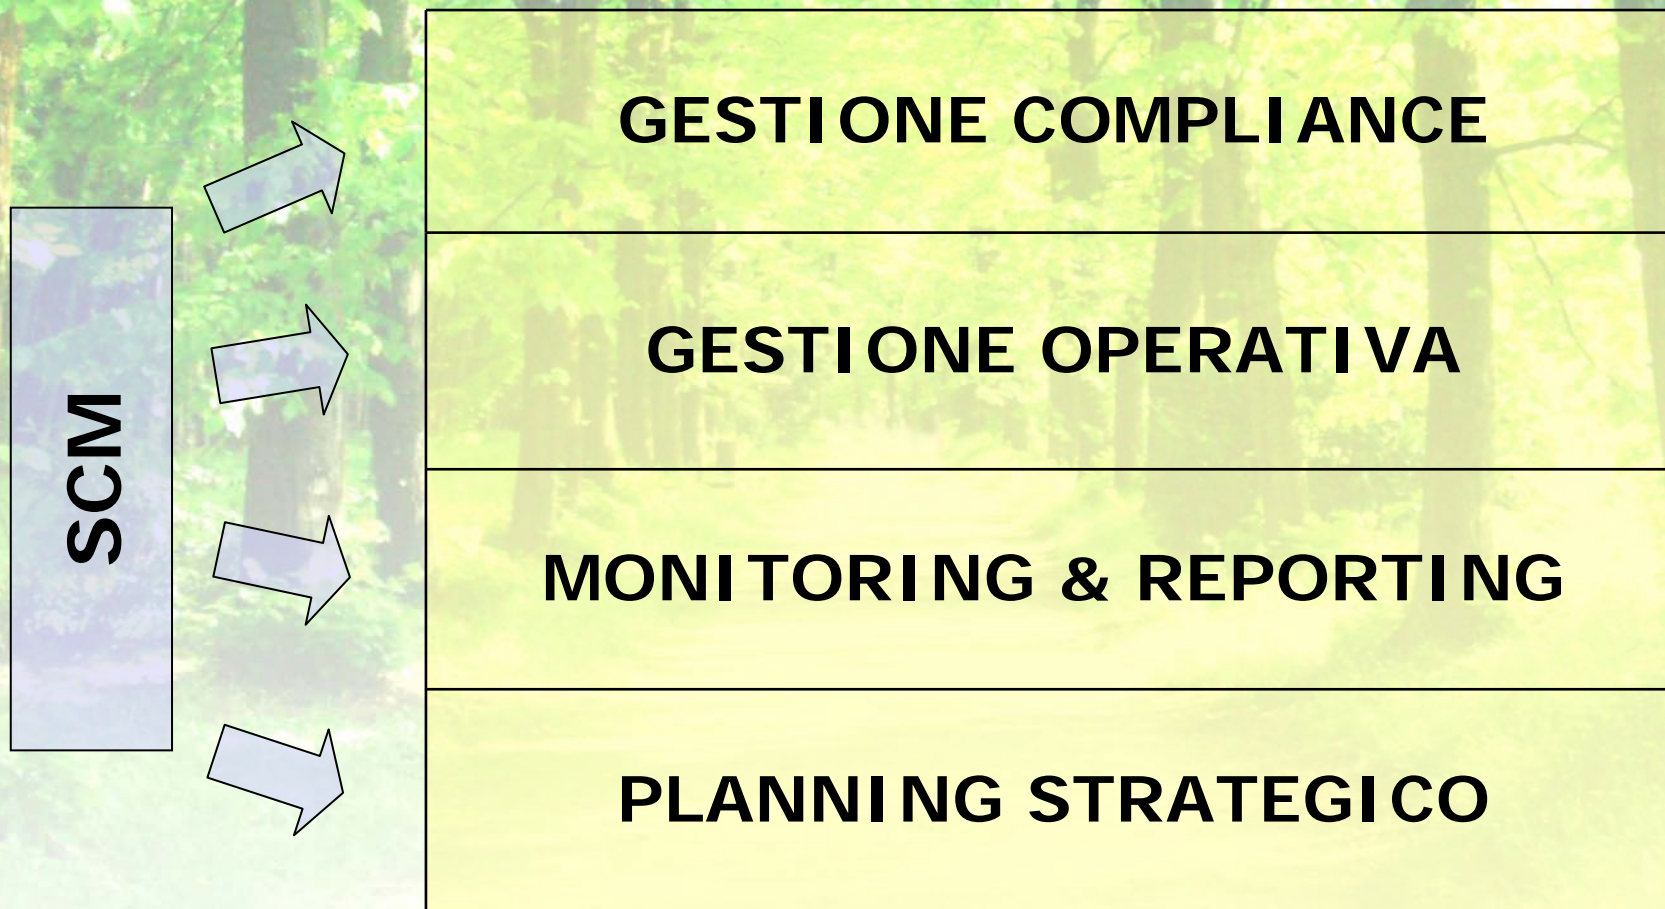 SCM
GESTIONE COMPLIANCE
GESTIONE OPERATIVA
MONITORING & REPORTING
PLANNING STRATEGICO